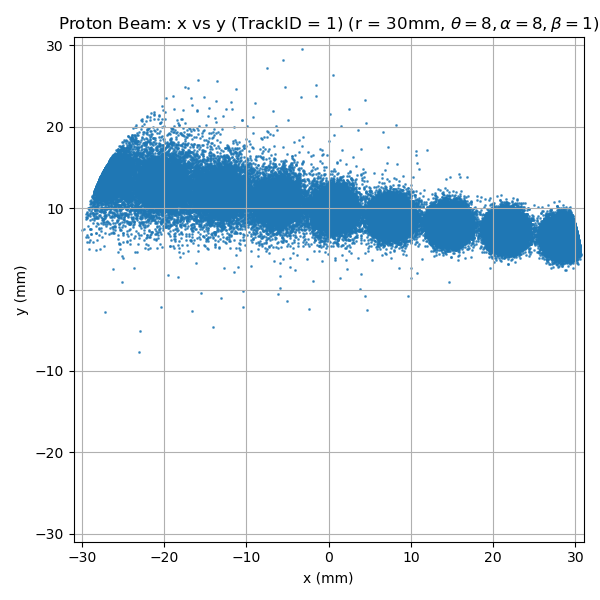 Proton Beam: x vs y (TrackID = 1) (r = 30mm, θ = 8, α = 8, β = 1)
30
20
10
0
−10
−20
−30
y (mm)
−30 −20 −10 0 10 20 30
x (mm)